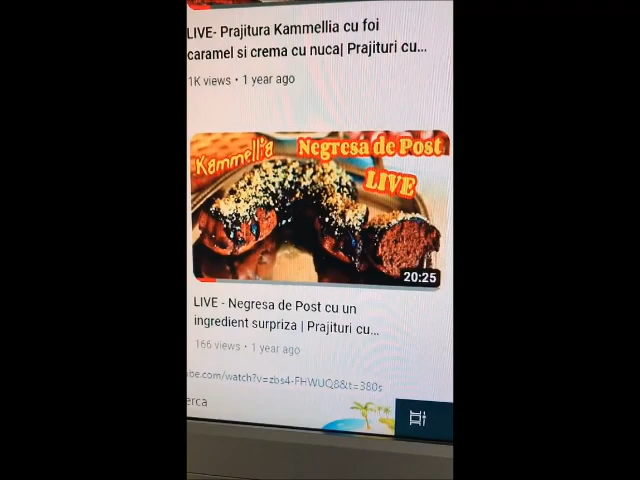 LIVE- Prajitura Kammellia cu foi
caramel si crema cu nuca| Prajituri cu...
1K views • 1 year ago
Kammelli's
Negresa de Post
LIVE
20:25
LIVE - Negresa de Post cu un
ingredient surpriza | Prajituri cu...
166 views • 1 year ago
be.com/watch?v=zbs4-FHWUQ8&t=380s
erca